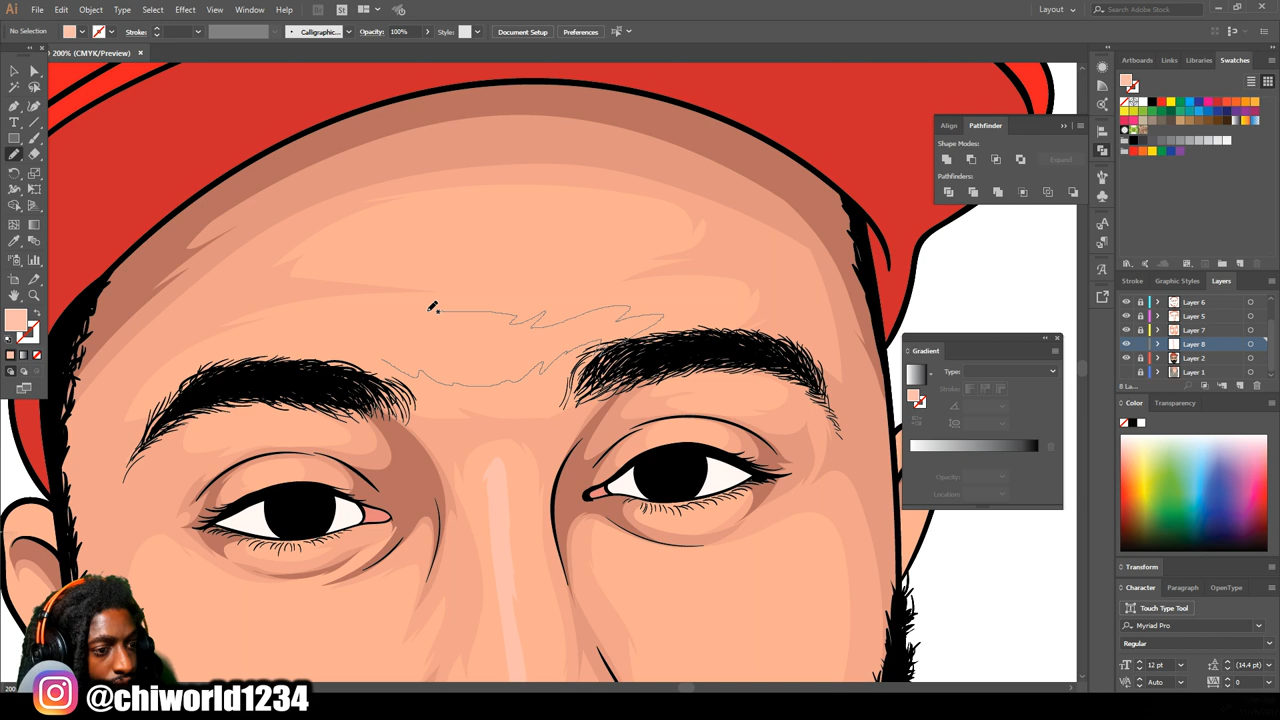 Ai File Edit Object Type Select Effect View Window Help Br St Layout Search Adobe Stock
No Selection Stroke: Calligraphic... Opacity: 100% Style: Document Setup Preferences
200% (CMYK/Preview) ×
Artboards Links Libraries Swatches
Align Pathfinder
Shape Modes:
Expand
Pathfinders:
Stroke Graphic Styles Layers
Layer 6
Layer 5
Layer 7
Layer 8
Layer 2
Layer 1
8 La...
Gradient
Type:
Stroke:
Opacity:
Location:
Color Transparency
Transform
Character Paragraph OpenType
Touch Type Tool
Myriad Pro
Regular
12 pt (14.4 pt)
Auto 0
200
@chiworld1234